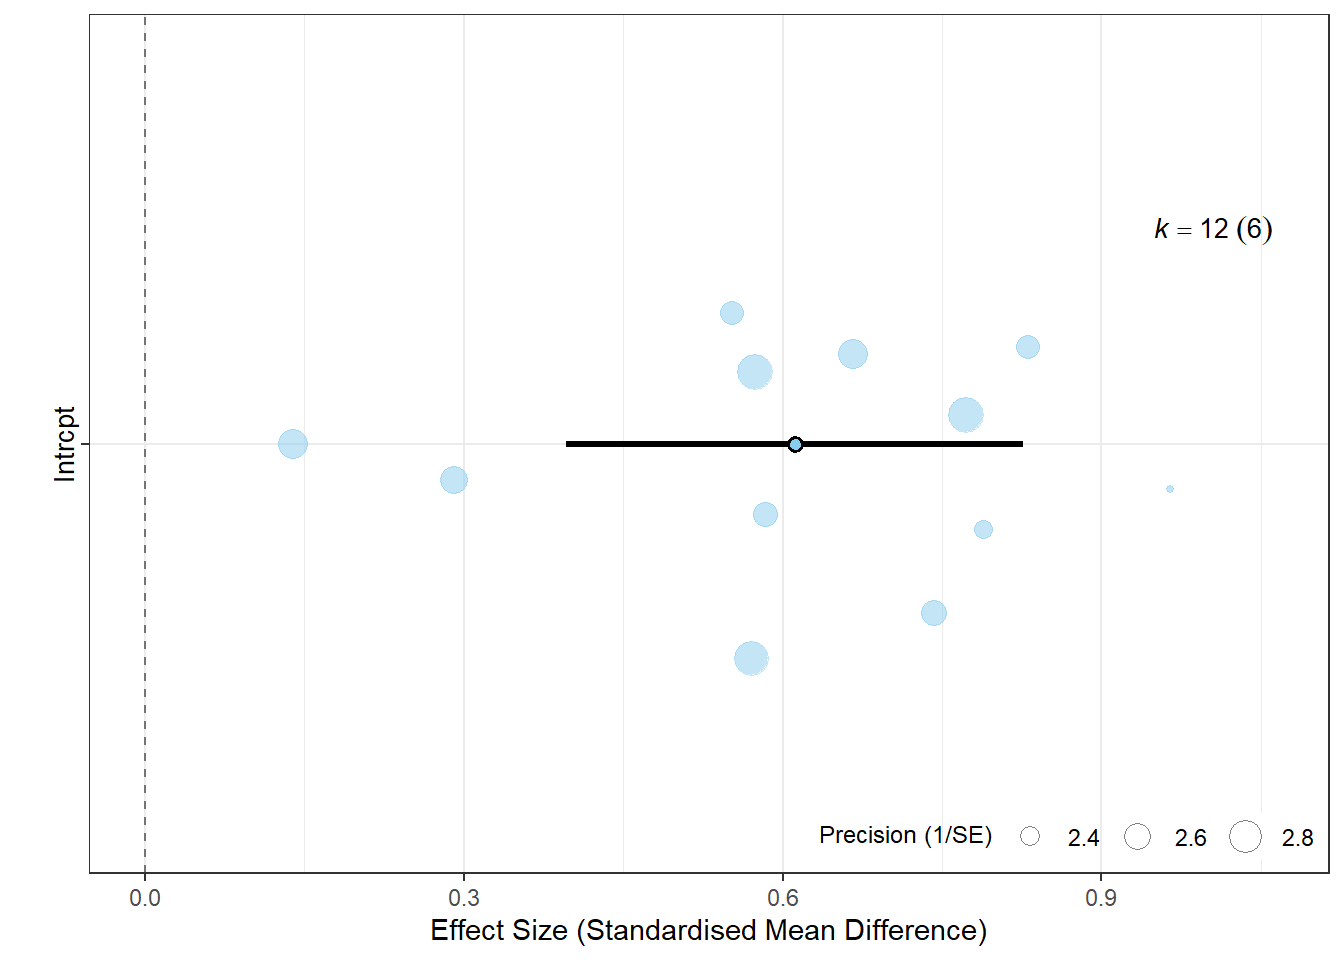 k = 12 (6)
Intrcpt
Precision (1/SE) 2.4 2.6 2.8
0.0 0.3 0.6 0.9
Effect Size (Standardised Mean Difference)